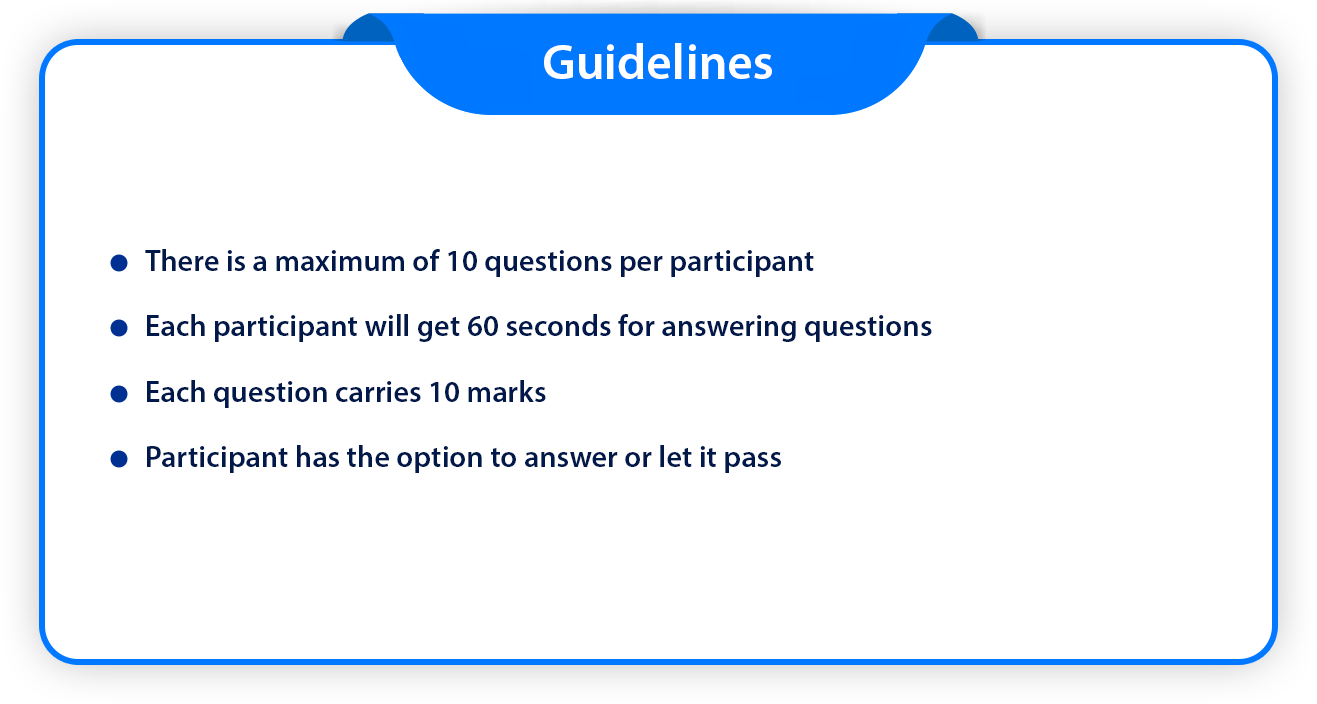 Guidelines
There is a maximum of 10 questions per participant
Each participant will get 60 seconds for answering questions
Each question carries 10 marks
Participant has the option to answer or let it pass